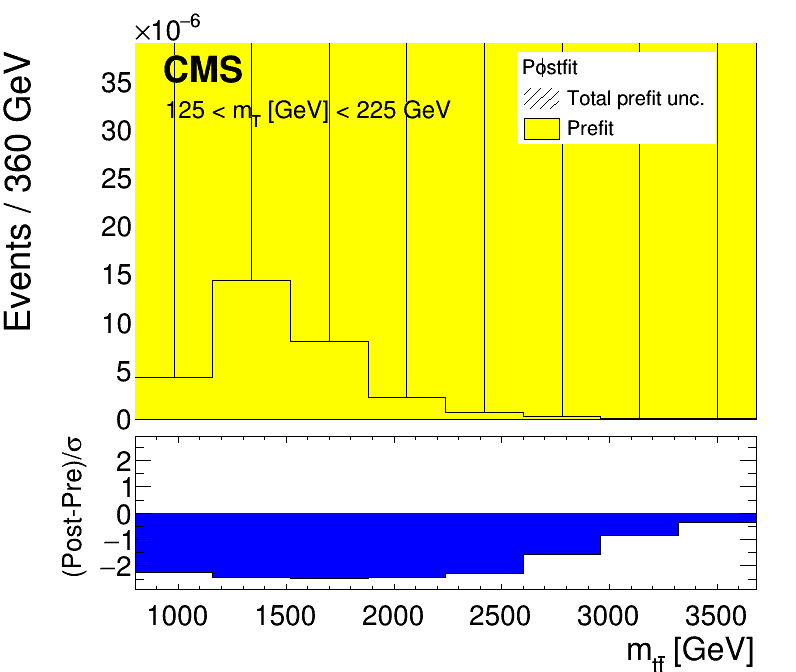 ×10⁻⁶
CMS
125 < m_T [GeV] < 225 GeV
Postfit
Total prefit unc.
Prefit
Events / 360 GeV
35
30
25
20
15
10
5
0
(Post-Pre)/σ
2
1
0
−1
−2
1000 1500 2000 2500 3000 3500
m_tt̄ [GeV]